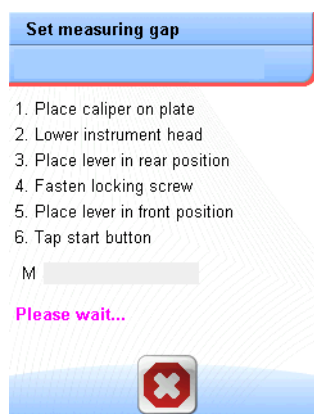 Set measuring gap
1. Place caliper on plate
2. Lower instrument head
3. Place lever in rear position
4. Fasten locking screw
5. Place lever in front position
6. Tap start button
M
Please wait...